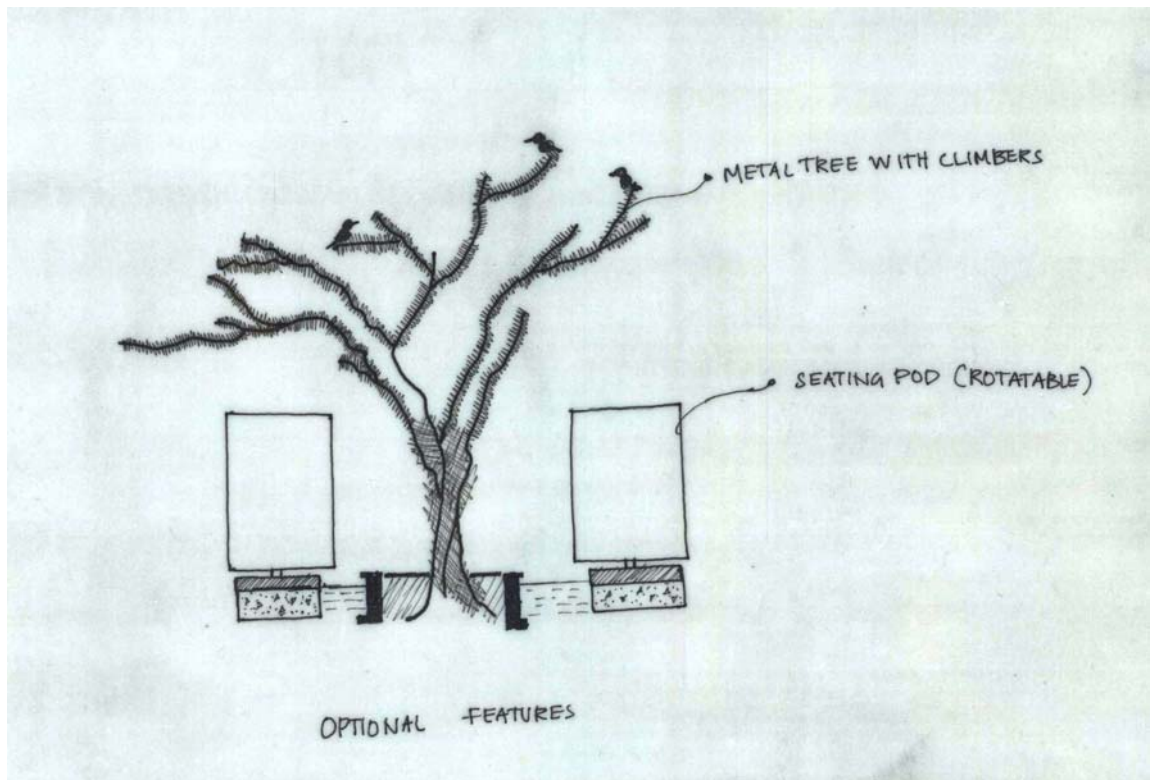 METAL TREE WITH CLIMBERS
SEATING POD (ROTATABLE)
OPTIONAL FEATURES